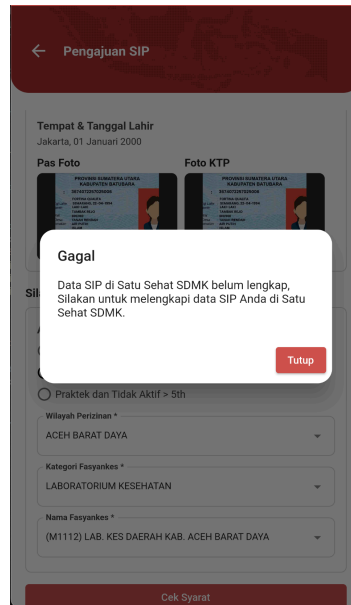 Pengajuan SIP
Tempat & Tanggal Lahir
Jakarta, 01 Januari 2000
Pas Foto
Foto KTP
PROVINSI SUMATERA UTARA
KABUPATEN BATUBARA
PROVINSI SUMATERA UTARA
KABUPATEN BATUBARA
Gagal
Data SIP di Satu Sehat SDMK belum lengkap,
Silakan untuk melengkapi data SIP Anda di Satu
Sehat SDMK.
Tutup
Praktek dan Tidak Aktif > 5th
Wilayah Perizinan *
ACEH BARAT DAYA
Kategori Fasyankes *
LABORATORIUM KESEHATAN
Nama Fasyankes *
(M1112) LAB. KES DAERAH KAB. ACEH BARAT DAYA
Cek Syarat